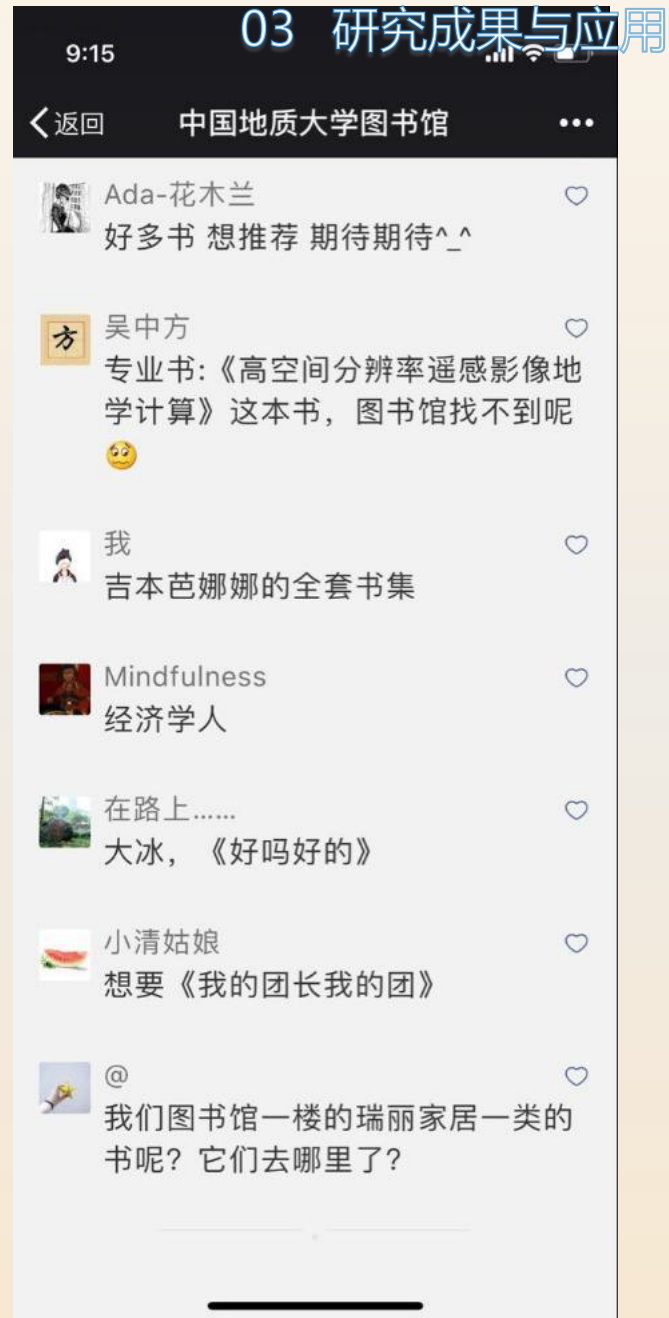 03 研究成果与应用
9:15
返回 中国地质大学图书馆
Ada-花木兰
好多书 想推荐 期待期待^_^
方
吴中方
专业书:《高空间分辨率遥感影像地
学计算》这本书，图书馆找不到呢
我
吉本芭娜娜的全套书集
Mindfulness
经济学人
在路上......
大冰，《好吗好的》
小清姑娘
想要《我的团长我的团》
@
我们图书馆一楼的瑞丽家居一类的
书呢？它们去哪里了？